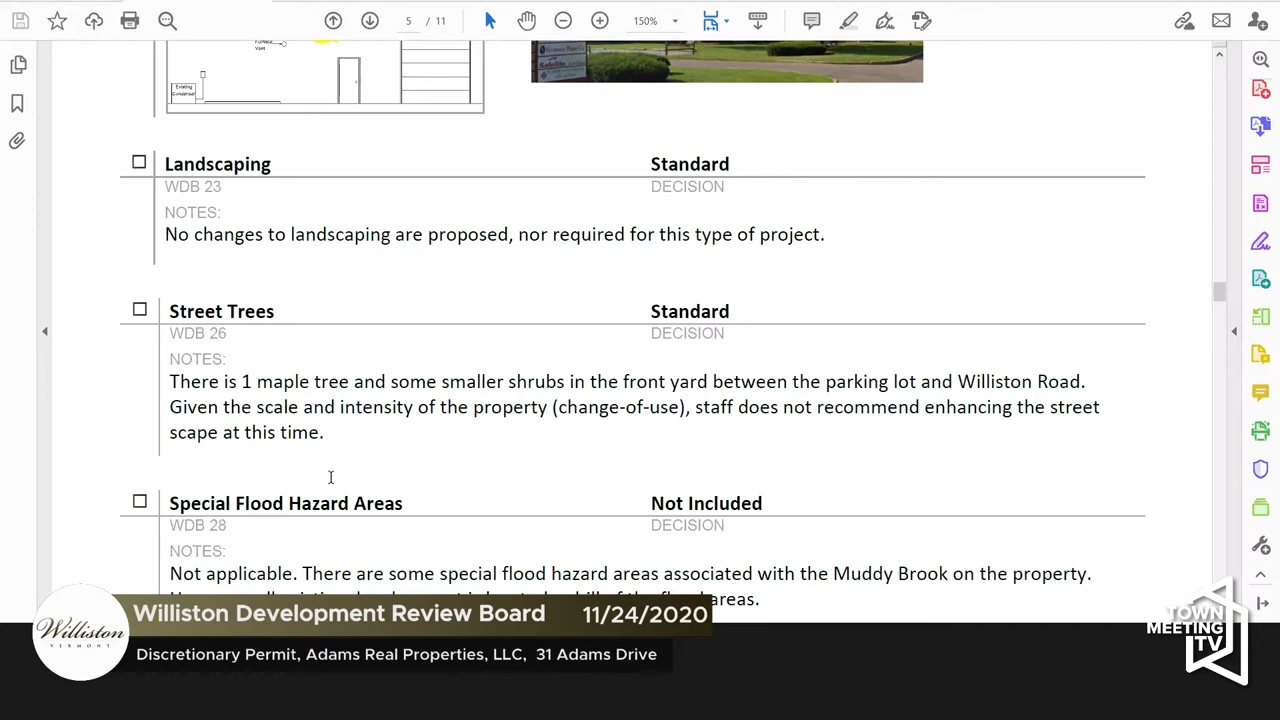 5 / 11
150%
Vent
Existing
Condenser
Safelite
Landscaping
Standard
WDB 23
DECISION
NOTES:
No changes to landscaping are proposed, nor required for this type of project.
Street Trees
Standard
WDB 26
DECISION
NOTES:
There is 1 maple tree and some smaller shrubs in the front yard between the parking lot and Williston Road.
Given the scale and intensity of the property (change-of-use), staff does not recommend enhancing the street
scape at this time.
Special Flood Hazard Areas
Not Included
WDB 28
DECISION
NOTES:
Not applicable. There are some special flood hazard areas associated with the Muddy Brook on the property.
areas.
Williston Development Review Board 11/24/2020
Discretionary Permit, Adams Real Properties, LLC, 31 Adams Drive
Williston
VERMONT
TOWN
MEETING
TV